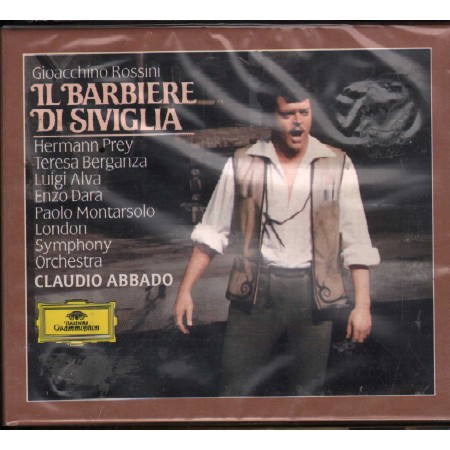 Gioacchino Rossini
IL BARBIERE
DI SIVIGLIA
Hermann Prey
Teresa Berganza
Luigi Alva
Enzo Dara
Paolo Montarsolo
London
Symphony
Orchestra
CLAUDIO ABBADO
Deutsche
Grammophon